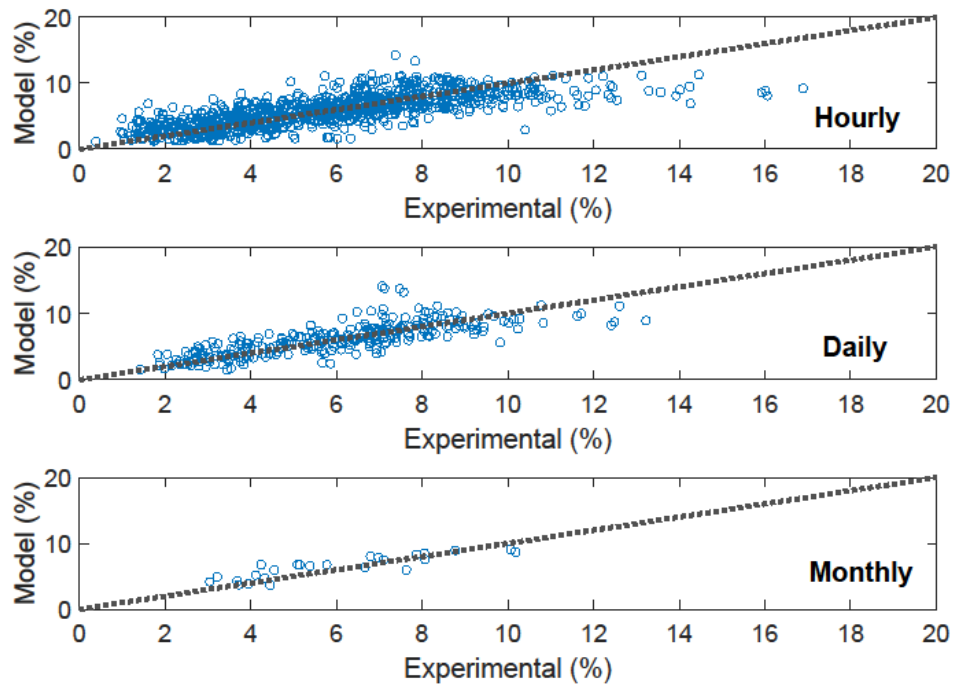 20
10
0
Model (%)
Hourly
0 2 4 6 8 10 12 14 16 18 20
Experimental (%)
20
10
0
Model (%)
Daily
0 2 4 6 8 10 12 14 16 18 20
Experimental (%)
20
10
0
Model (%)
Monthly
0 2 4 6 8 10 12 14 16 18 20
Experimental (%)